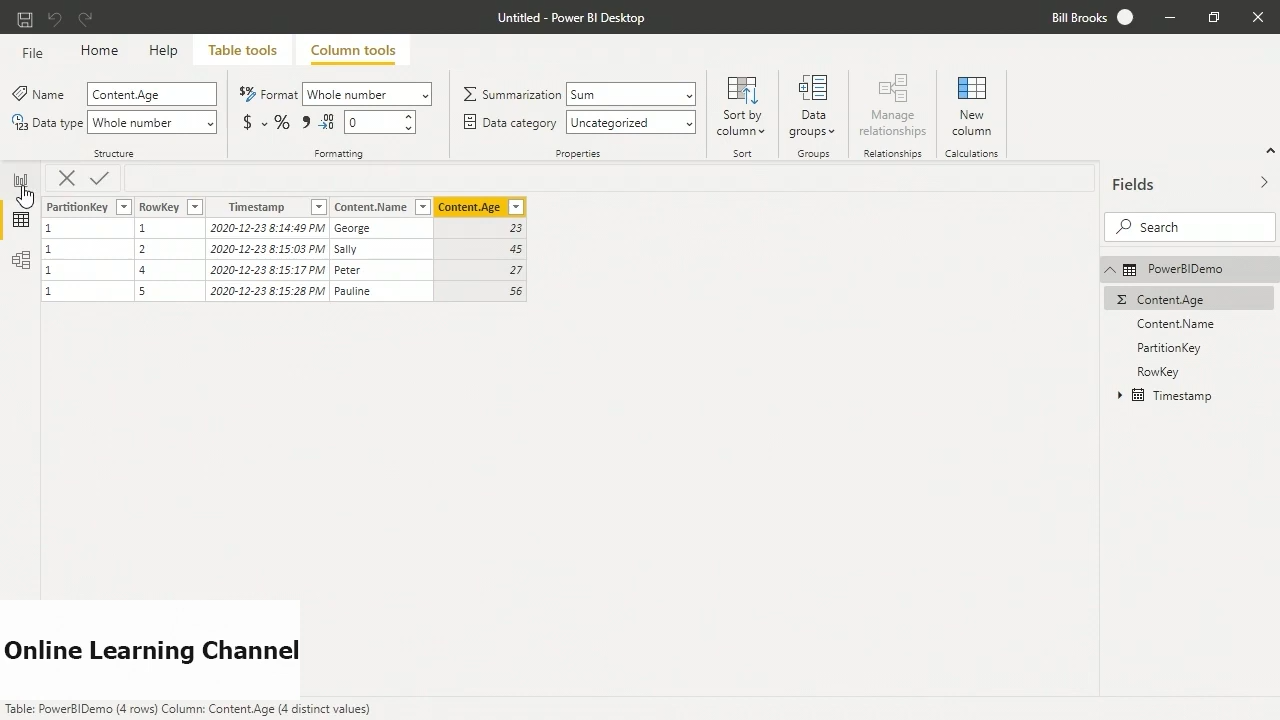 Untitled - Power BI Desktop
Bill Brooks
File Home Help Table tools Column tools
Name Content.Age
Data type Whole number
Structure
Format Whole number
$ % 9 .00 0
Formatting
Summarization Sum
Data category Uncategorized
Properties
Sort by
column
Sort
Data
groups
Groups
Manage
relationships
Relationships
New
column
Calculations
PartitionKey RowKey Timestamp Content.Name Content.Age
1 1 2020-12-23 8:14:49 PM George 23
1 2 2020-12-23 8:15:03 PM Sally 45
1 4 2020-12-23 8:15:17 PM Peter 27
1 5 2020-12-23 8:15:28 PM Pauline 56
Fields
Search
PowerBIDemo
Σ Content.Age
Content.Name
PartitionKey
RowKey
Timestamp
Online Learning Channel
Table: PowerBIDemo (4 rows) Column: Content.Age (4 distinct values)